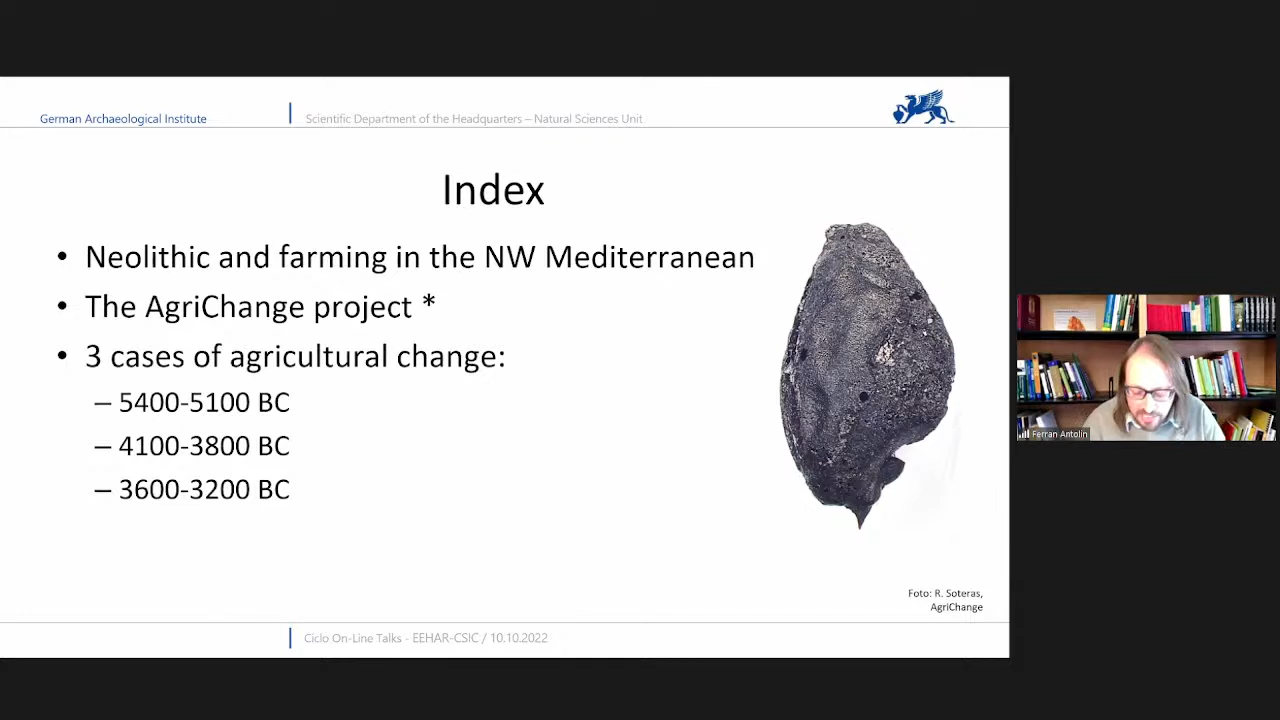 German Archaeological Institute
Scientific Department of the Headquarters – Natural Sciences Unit
Index
• Neolithic and farming in the NW Mediterranean
• The AgriChange project *
• 3 cases of agricultural change:
– 5400-5100 BC
– 4100-3800 BC
– 3600-3200 BC
Foto: R. Soteras,
AgriChange
Ciclo On-Line Talks - EEHAR-CSIC / 10.10.2022
Ferran Antolín